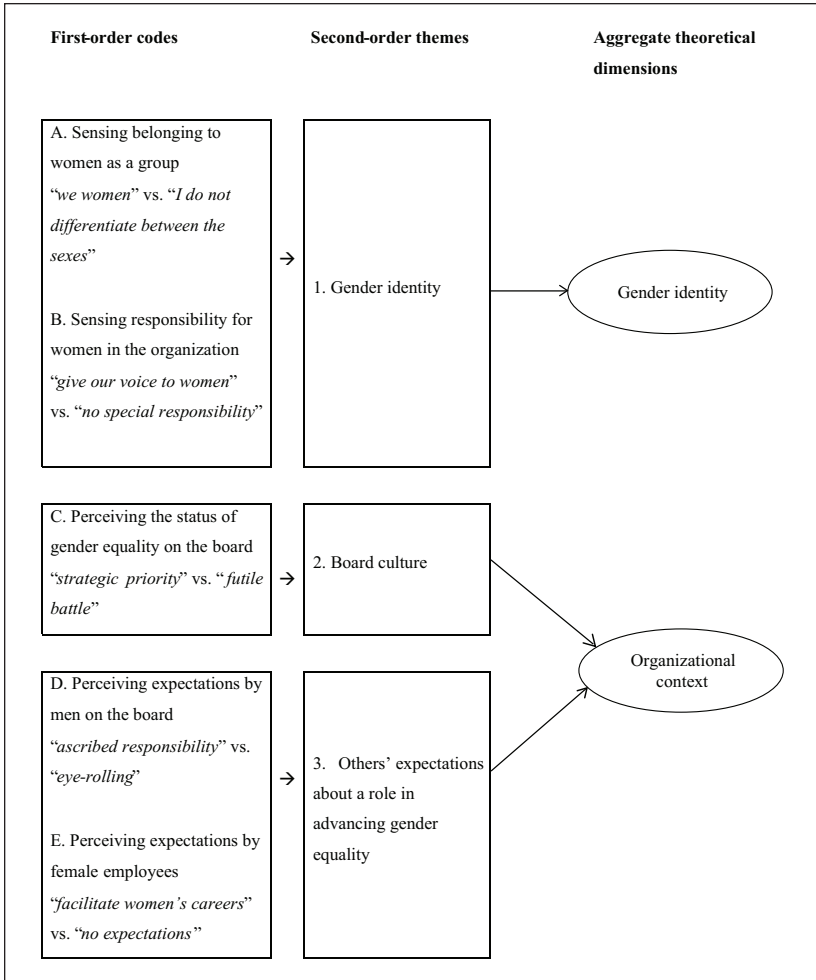 First-order codes
Second-order themes
Aggregate theoretical
dimensions
A. Sensing belonging to
women as a group
“we women” vs. “I do not
differentiate between the
sexes”
B. Sensing responsibility for
women in the organization
“give our voice to women”
vs. “no special responsibility”
→
1. Gender identity
Gender identity
C. Perceiving the status of
gender equality on the board
“strategic priority” vs. “futile
battle”
→
2. Board culture
D. Perceiving expectations by
men on the board
“ascribed responsibility” vs.
“eye-rolling”
E. Perceiving expectations by
female employees
“facilitate women’s careers”
vs. “no expectations”
→
3. Others’ expectations
about a role in
advancing gender
equality
Organizational
context